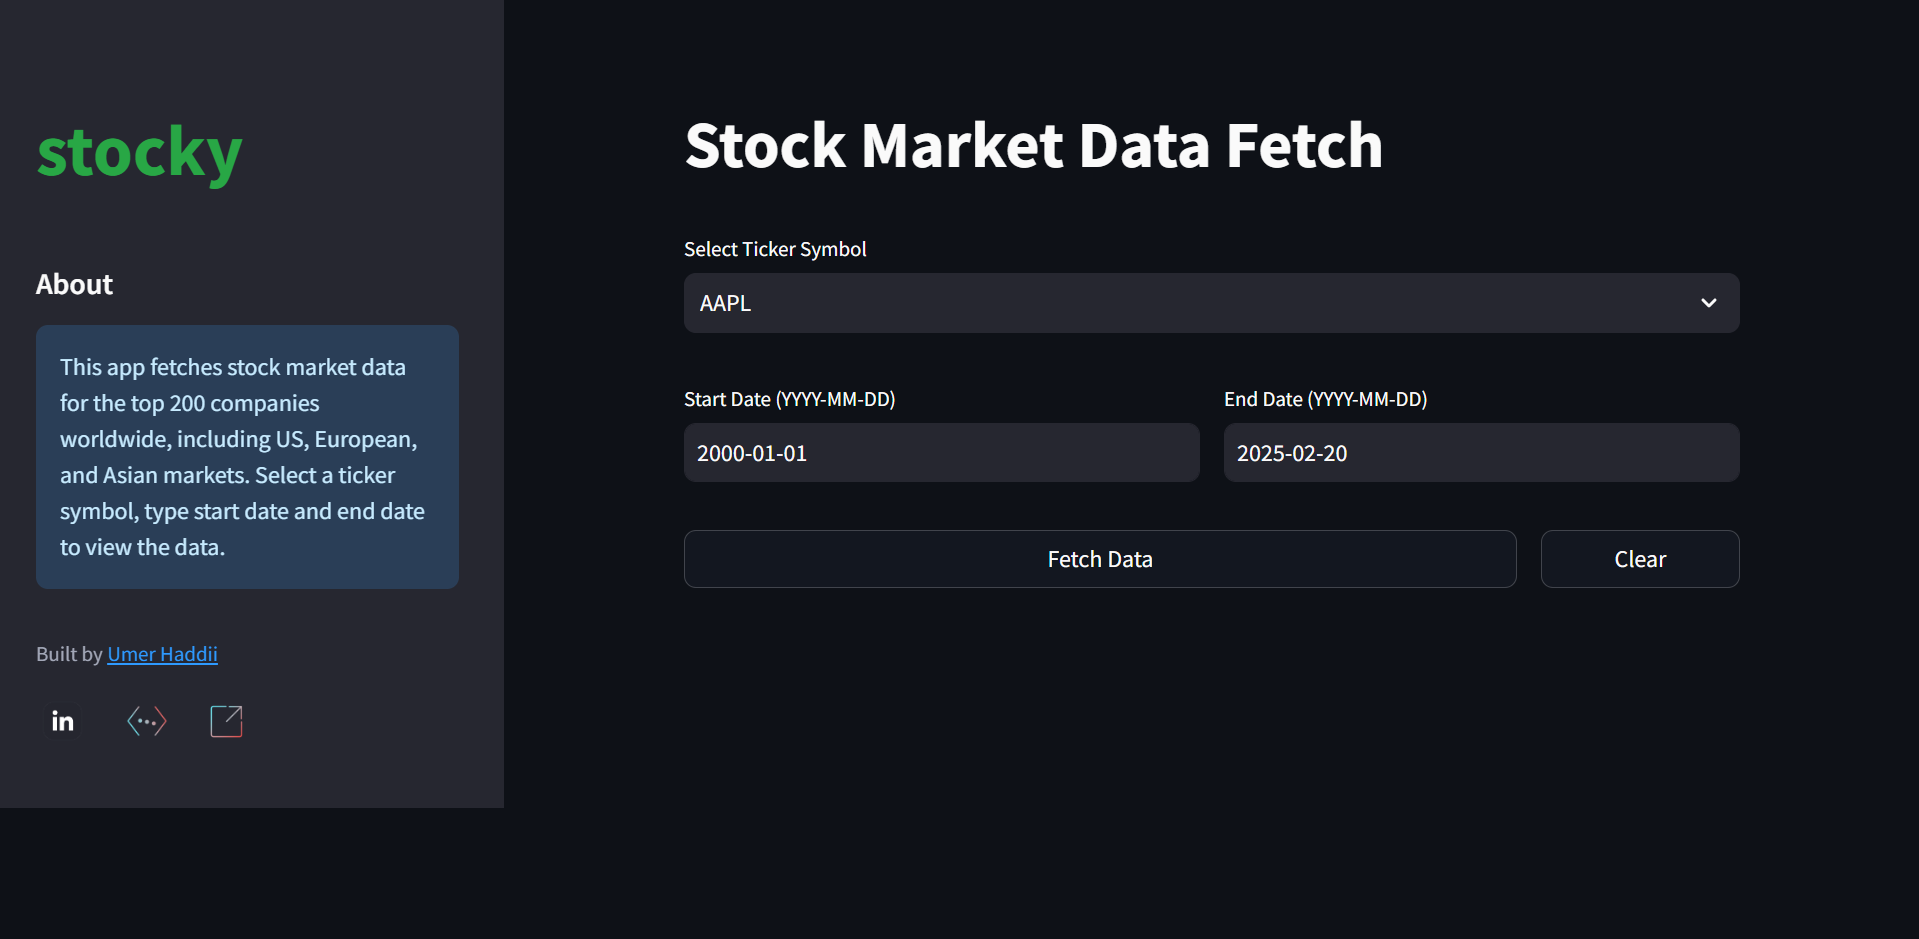 stocky
About
This app fetches stock market data
for the top 200 companies
worldwide, including US, European,
and Asian markets. Select a ticker
symbol, type start date and end date
to view the data.
Built by Umer Haddii
in
Stock Market Data Fetch
Select Ticker Symbol
AAPL
Start Date (YYYY-MM-DD)
2000-01-01
End Date (YYYY-MM-DD)
2025-02-20
Fetch Data
Clear